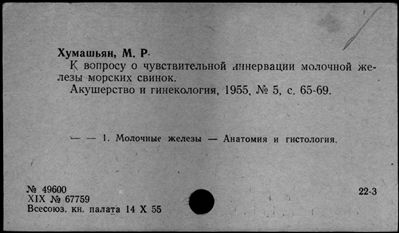 Хумашьян, М. Р.
К вопросу о чувствительной иннервации молочной же-
лезы морских свинок.
Акушерство и гинекология, 1955, № 5, с. 65-69.
— — 1. Молочные железы — Анатомия и гистология.
№ 49600
XIX № 67759
Всесоюз. кн. палата 14 X 55
22-3